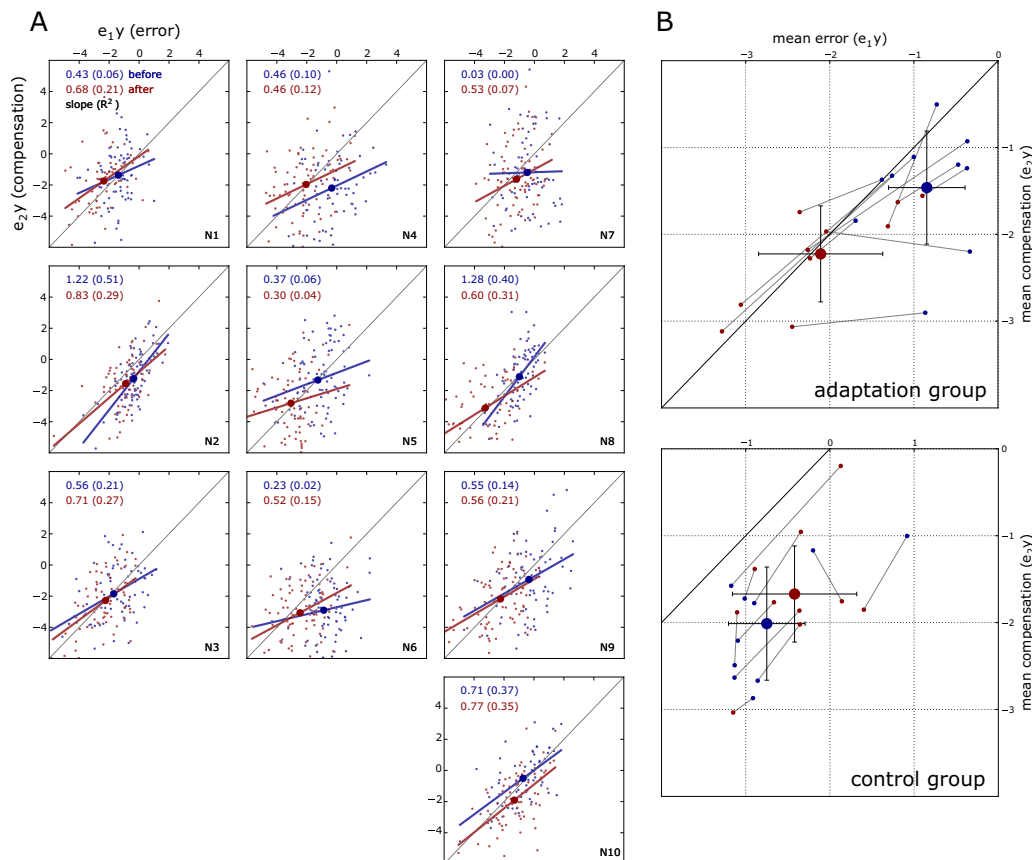 A
e₁y (error)
−4 −2 0 2 4
−4 −2 0 2 4
−4 −2 0 2 4
e₂y (compensation)
4
2
0
−2
−4
0.43 (0.06) before
0.68 (0.21) after
slope (R²)
N1
0.46 (0.10)
0.46 (0.12)
N4
0.03 (0.00)
0.53 (0.07)
N7
4
2
0
−2
−4
1.22 (0.51)
0.83 (0.29)
N2
0.37 (0.06)
0.30 (0.04)
N5
1.28 (0.40)
0.60 (0.31)
N8
4
2
0
−2
−4
0.56 (0.21)
0.71 (0.27)
N3
0.23 (0.02)
0.52 (0.15)
N6
0.55 (0.14)
0.56 (0.21)
N9
4
2
0
−2
−4
0.71 (0.37)
0.77 (0.35)
N10
B
mean error (e₁y)
−3 −2 −1 0
−1
−2
−3
mean compensation (e₂y)
adaptation group
−1 0 1
0
−1
−2
−3
mean compensation (e₂y)
control group